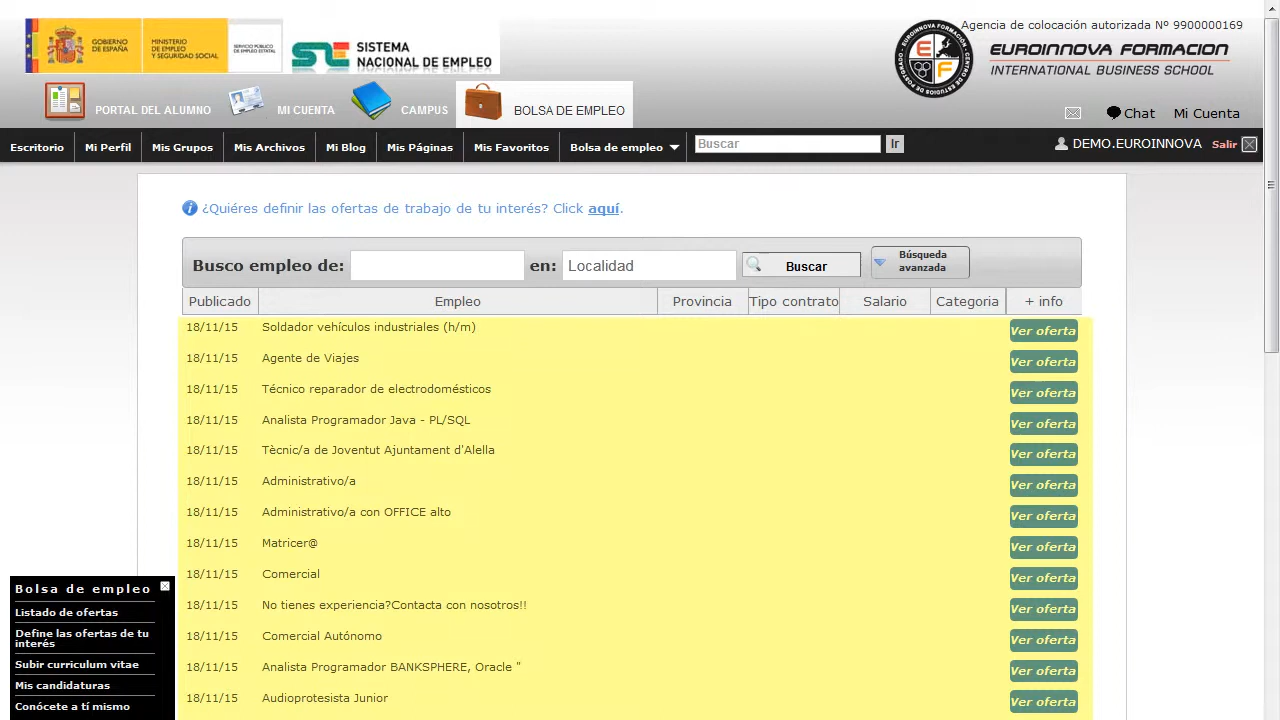 GOBIERNO DE ESPAÑA
MINISTERIO DE EMPLEO Y SEGURIDAD SOCIAL
SERVICIO PÚBLICO DE EMPLEO ESTATAL
SISTEMA NACIONAL DE EMPLEO
Agencia de colocación autorizada Nº 9900000169
EUROINNOVA FORMACION
INTERNATIONAL BUSINESS SCHOOL
PORTAL DEL ALUMNO
MI CUENTA
CAMPUS
BOLSA DE EMPLEO
Chat
Mi Cuenta
Escritorio
Mi Perfil
Mis Grupos
Mis Archivos
Mi Blog
Mis Páginas
Mis Favoritos
Bolsa de empleo
Buscar
Ir
DEMO.EUROINNOVA
Salir
¿Quiéres definir las ofertas de trabajo de tu interés? Click aquí.
Busco empleo de:
en:
Localidad
Buscar
Búsqueda avanzada
Publicado Empleo Provincia Tipo contrato Salario Categoria + info
18/11/15 Soldador vehículos industriales (h/m) Ver oferta
18/11/15 Agente de Viajes Ver oferta
18/11/15 Técnico reparador de electrodomésticos Ver oferta
18/11/15 Analista Programador Java - PL/SQL Ver oferta
18/11/15 Tècnic/a de Joventut Ajuntament d'Alella Ver oferta
18/11/15 Administrativo/a Ver oferta
18/11/15 Administrativo/a con OFFICE alto Ver oferta
18/11/15 Matricer@ Ver oferta
18/11/15 Comercial Ver oferta
18/11/15 No tienes experiencia?Contacta con nosotros!! Ver oferta
18/11/15 Comercial Autónomo Ver oferta
18/11/15 Analista Programador BANKSPHERE, Oracle " Ver oferta
18/11/15 Audioprotesista Junior Ver oferta
Bolsa de empleo
Listado de ofertas
Define las ofertas de tu interés
Subir curriculum vitae
Mis candidaturas
Conócete a tí mismo